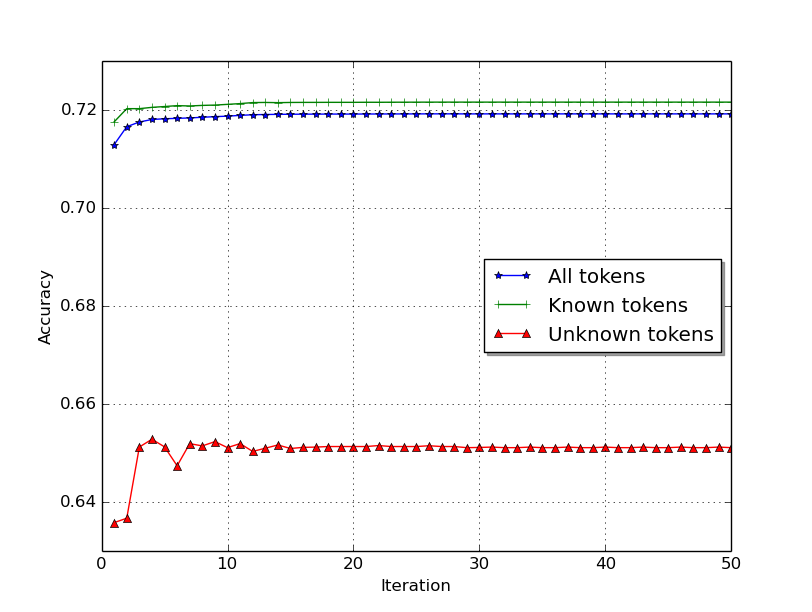 0.72
0.70
0.68
0.66
0.64
Accuracy
All tokens
Known tokens
Unknown tokens
0 10 20 30 40 50
Iteration